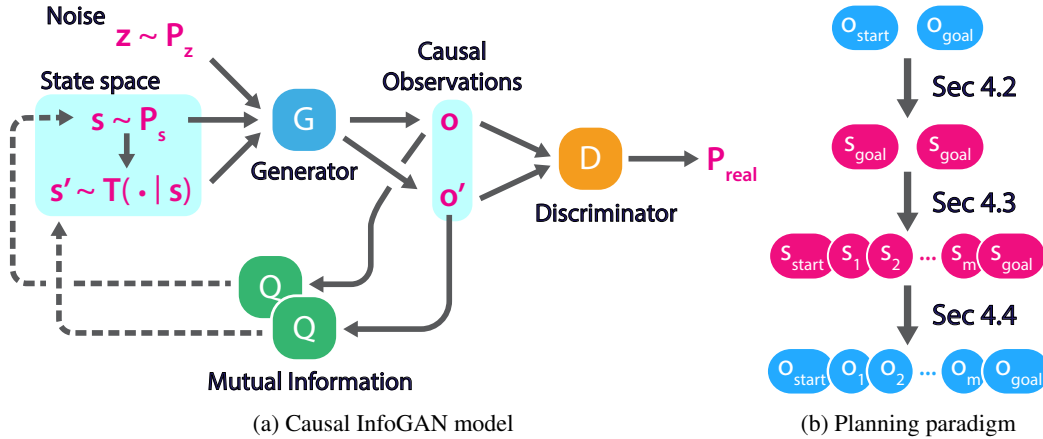 Noise
z ~ P_z
State space
s ~ P_s
s' ~ T( · | s)
G
Generator
Causal
Observations
o
o'
D
Discriminator
P_real
Q
Q
Mutual Information
(a) Causal InfoGAN model
o_start o_goal
Sec 4.2
s_goal s_goal
Sec 4.3
s_start s_1 s_2 ... s_m s_goal
Sec 4.4
o_start o_1 o_2 ... o_m o_goal
(b) Planning paradigm